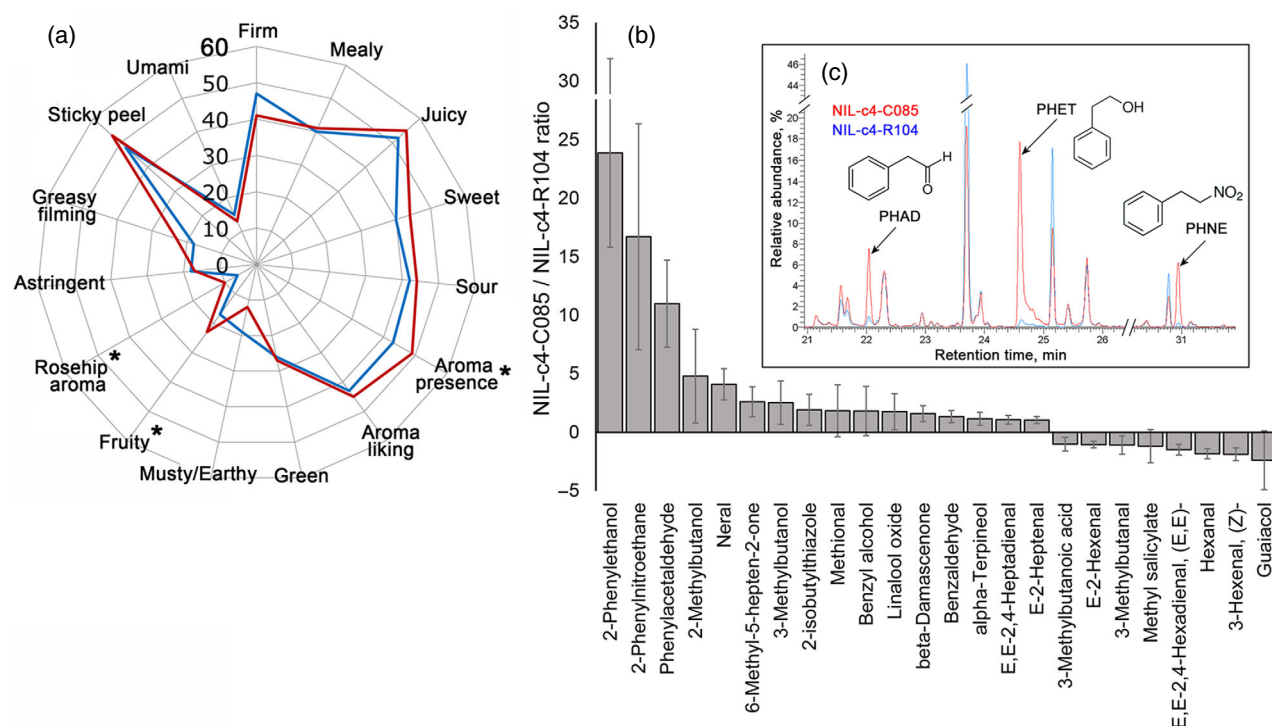 (a)
60
50
40
30
20
10
0
Firm
Mealy
Juicy
Sweet
Sour
Aroma
presence *
Aroma
liking
Green
Musty/Earthy
Fruity *
Rosehip *
aroma
Astringent
Greasy
filming
Sticky peel
Umami
(b)
NIL-c4-C085 / NIL-c4-R104 ratio
30
25
20
15
10
5
0
−5
2-Phenylethanol
2-Phenylnitroethane
Phenylacetaldehyde
2-Methylbutanol
Neral
6-Methyl-5-hepten-2-one
3-Methylbutanol
2-isobutylthiazole
Methional
Benzyl alcohol
Linalool oxide
beta-Damascenone
Benzaldehyde
alpha-Terpineol
E,E-2,4-Heptadienal
E-2-Heptenal
3-Methylbutanoic acid
E-2-Hexenal
3-Methylbutanal
Methyl salicylate
E,E-2,4-Hexadienal, (E,E)-
Hexanal
3-Hexenal, (Z)-
Guaiacol
(c)
Relative abundance, %
46
44
42
20
18
16
14
12
10
8
6
4
2
0
NIL-c4-C085
NIL-c4-R104
H
O
PHAD
PHET
OH
NO2
PHNE
21 22 23 24 25 26 31
Retention time, min